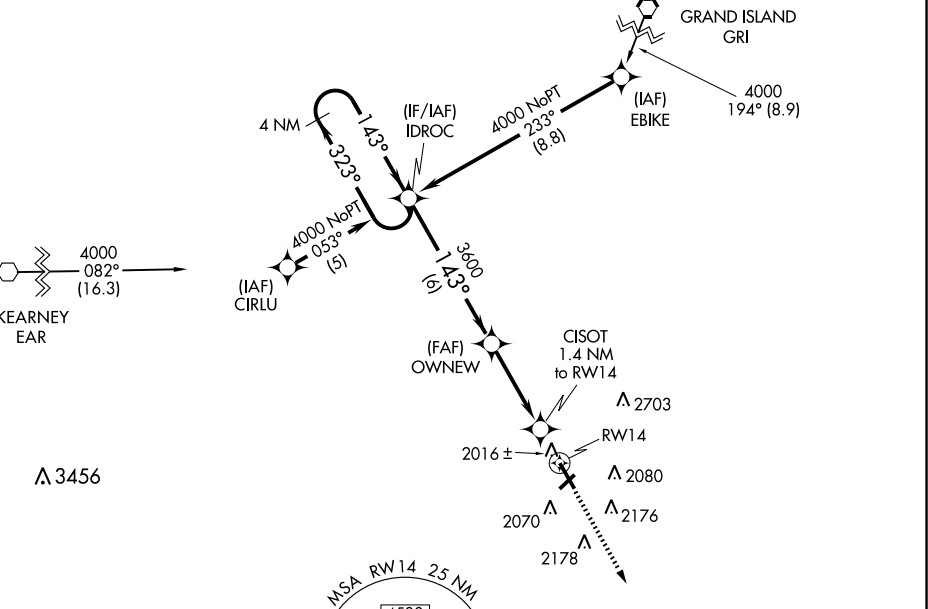 GRAND ISLAND
GRI
4000
194° (8.9)
(IAF)
EBIKE
4000 NoPT
233°
(8.8)
(IF/IAF)
IDROC
4 NM
143°
323°
4000 NoPT
053°
(5)
(IAF)
CIRLU
4000
082°
(16.3)
KEARNEY
EAR
3600
143°
(6)
(FAF)
OWNEW
CISOT
1.4 NM
to RW14
2703
RW14
2016 ±
2080
3456
2070
2176
2178
MSA RW14 25 NM